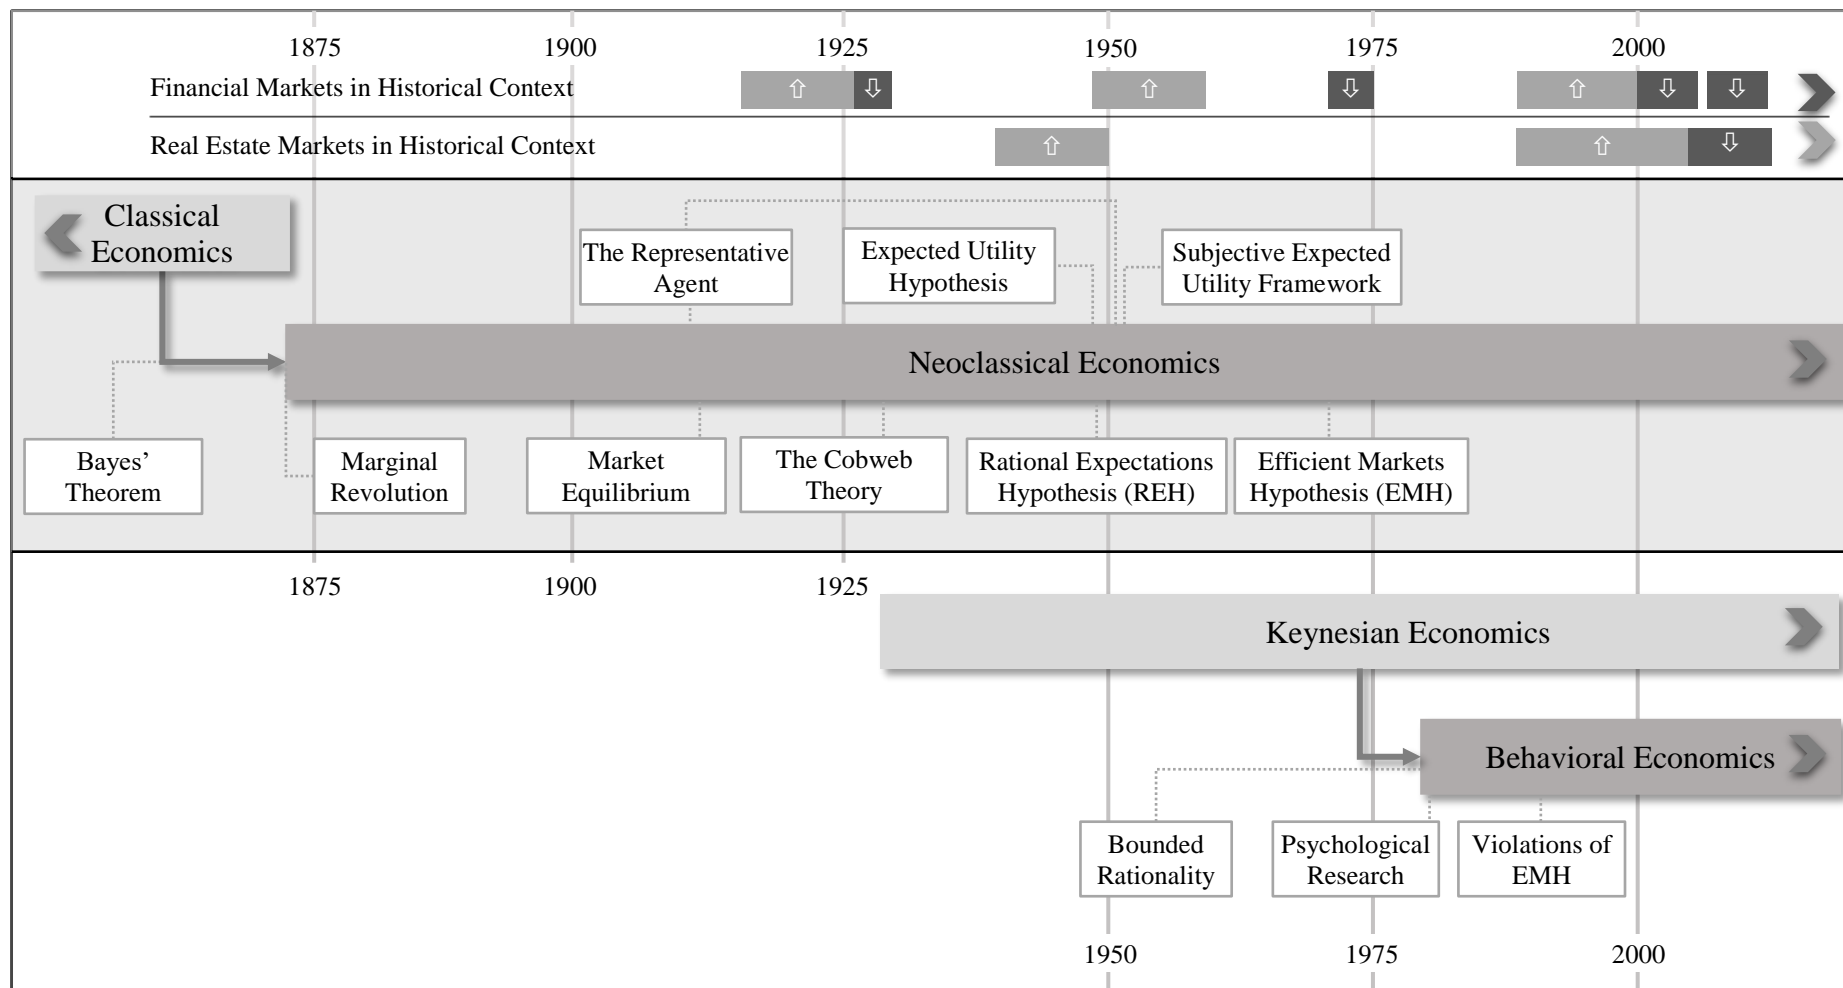 1875 1900 1925 1950 1975 2000
Financial Markets in Historical Context
⇧ ⇩ ⇧ ⇩ ⇧ ⇩ ⇩
Real Estate Markets in Historical Context
⇧ ⇧ ⇩
Classical
Economics
The Representative
Agent
Expected Utility
Hypothesis
Subjective Expected
Utility Framework
Neoclassical Economics
Bayes’
Theorem
Marginal
Revolution
Market
Equilibrium
The Cobweb
Theory
Rational Expectations
Hypothesis (REH)
Efficient Markets
Hypothesis (EMH)
1875 1900 1925
Keynesian Economics
Behavioral Economics
Bounded
Rationality
Psychological
Research
Violations of
EMH
1950 1975 2000